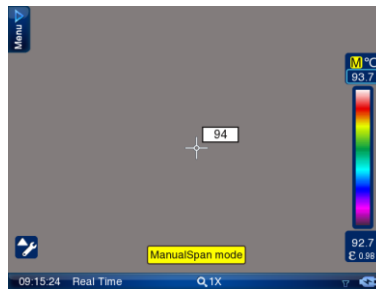 Menu
M °C
93.7
94
92.7
ε 0.98
ManualSpan mode
09:15:24 Real Time 1X